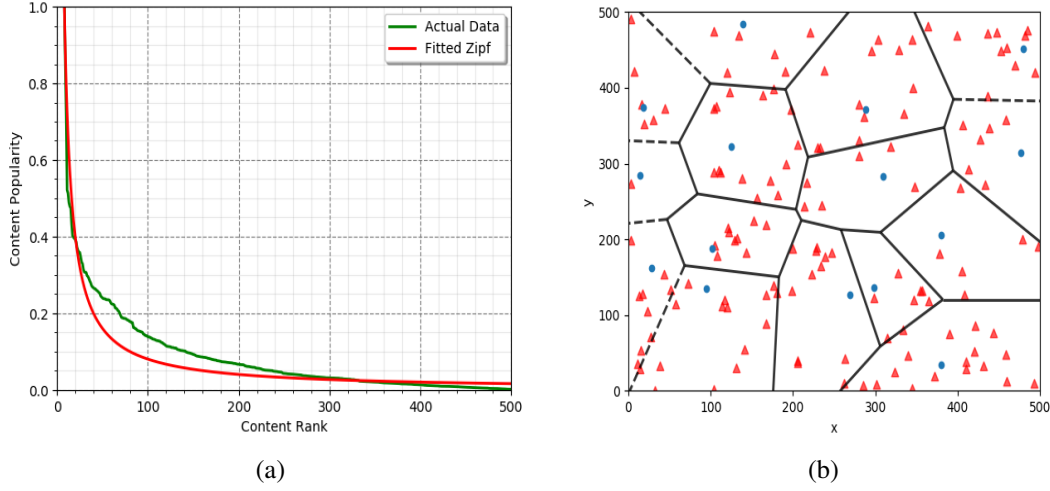 1.0
0.8
0.6
0.4
0.2
0.0
Content Popularity
Actual Data
Fitted Zipf
0 100 200 300 400 500
Content Rank
(a)
500
400
300
200
100
0
y
0 100 200 300 400 500
x
(b)